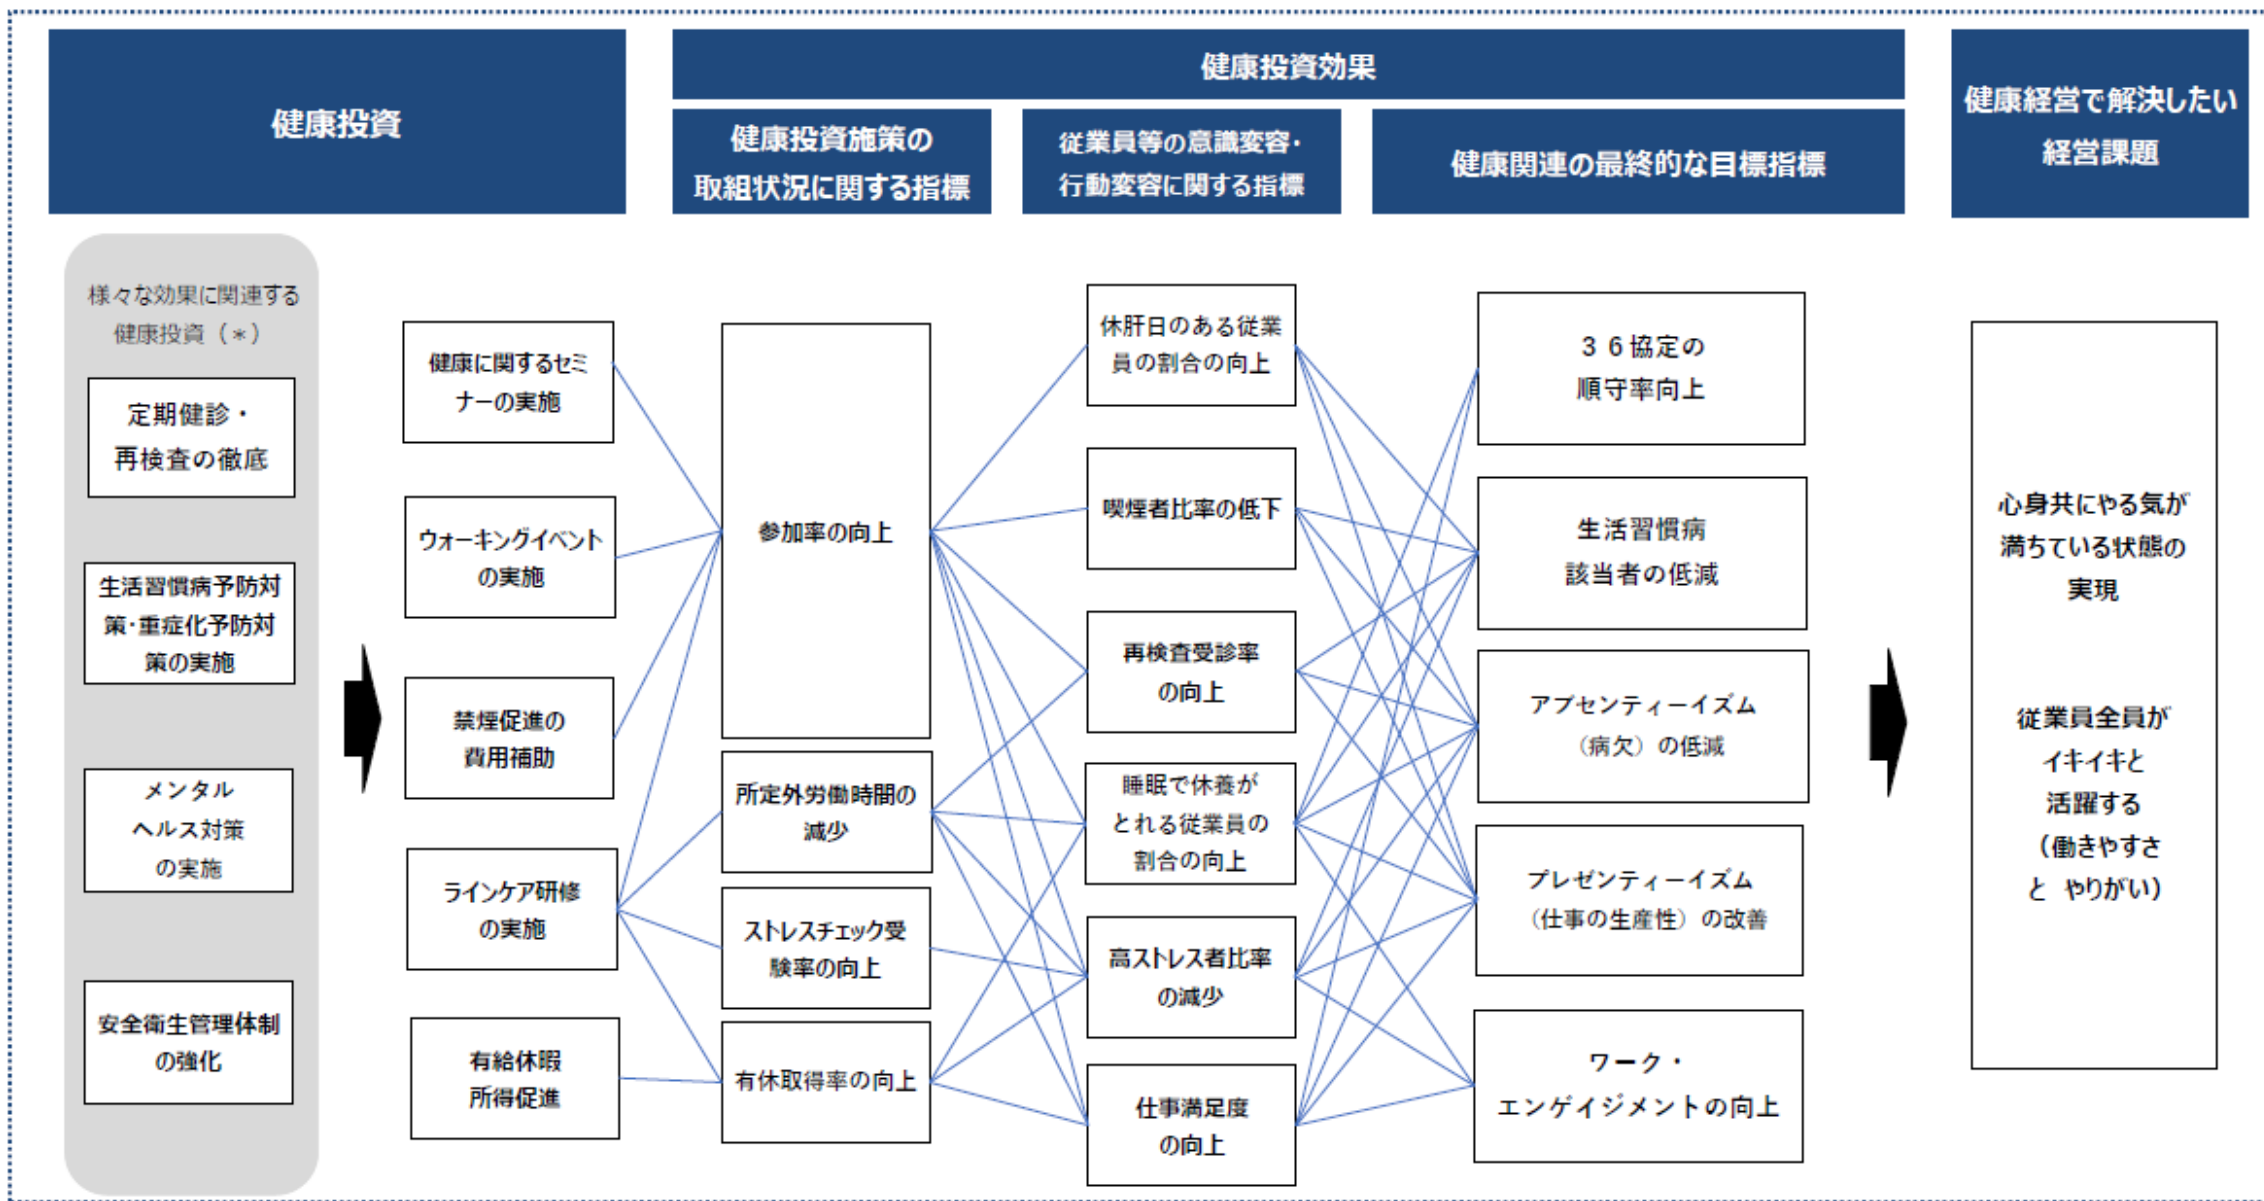 健康投資
健康投資効果
健康投資施策の
取組状況に関する指標
従業員等の意識変容・
行動変容に関する指標
健康関連の最終的な目標指標
健康経営で解決したい
経営課題
様々な効果に関連する
健康投資（＊）
定期健診・
再検査の徹底
生活習慣病予防対
策・重症化予防対
策の実施
メンタル
ヘルス対策
の実施
安全衛生管理体制
の強化
健康に関するセミ
ナーの実施
ウォーキングイベント
の実施
禁煙促進の
費用補助
ラインケア研修
の実施
有給休暇
所得促進
参加率の向上
所定外労働時間の
減少
ストレスチェック受
験率の向上
有休取得率の向上
休肝日のある従業
員の割合の向上
喫煙者比率の低下
再検査受診率
の向上
睡眠で休養が
とれる従業員の
割合の向上
高ストレス者比率
の減少
仕事満足度
の向上
３６協定の
順守率向上
生活習慣病
該当者の低減
アブセンティーイズム
（病欠）の低減
プレゼンティーイズム
（仕事の生産性）の改善
ワーク・
エンゲイジメントの向上
心身共にやる気が
満ちている状態の
実現
従業員全員が
イキイキと
活躍する
（働きやすさ
と やりがい）